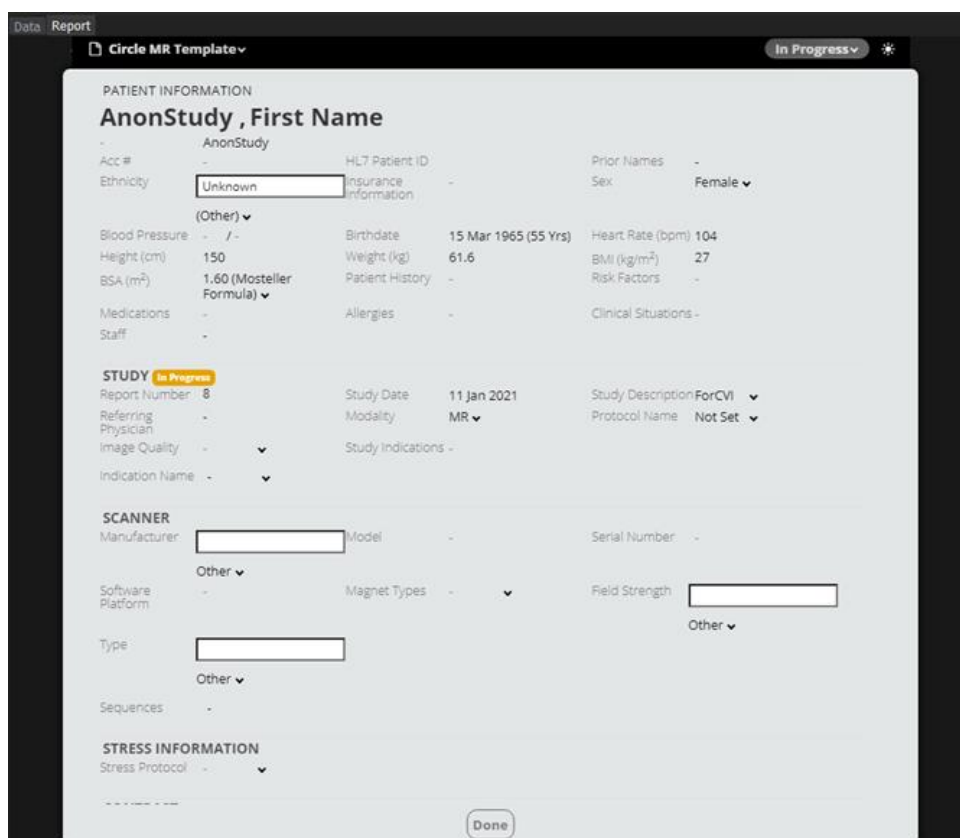 Data Report
Circle MR Template In Progress
PATIENT INFORMATION
AnonStudy , First Name
- AnonStudy
Acc # - HL7 Patient ID Prior Names -
Ethnicity Unknown Insurance Information - Sex Female
(Other)
Blood Pressure - / - Birthdate 15 Mar 1965 (55 Yrs) Heart Rate (bpm) 104
Height (cm) 150 Weight (kg) 61.6 BMI (kg/m²) 27
BSA (m²) 1.60 (Mosteller Formula) Patient History - Risk Factors -
Medications - Allergies - Clinical Situations -
Staff -
STUDY In Progress
Report Number 8 Study Date 11 Jan 2021 Study Description ForCVI
Referring Physician - Modality MR Protocol Name Not Set
Image Quality - Study Indications -
Indication Name -
SCANNER
Manufacturer Model - Serial Number -
Other
Software Platform - Magnet Types - Field Strength
Other
Type
Other
Sequences -
STRESS INFORMATION
Stress Protocol -
Done